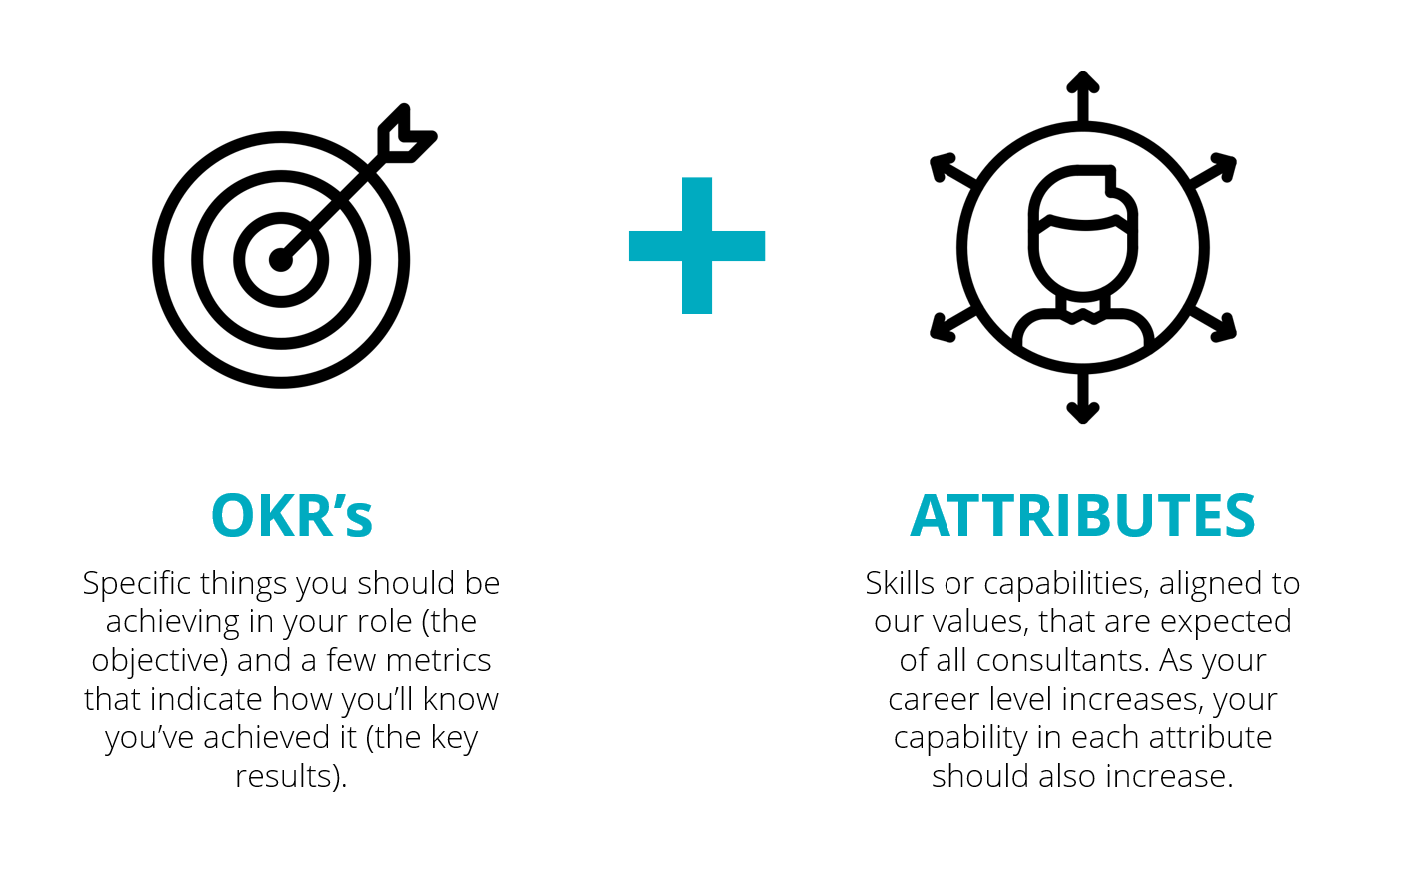 OKR’s
Specific things you should be
achieving in your role (the
objective) and a few metrics
that indicate how you’ll know
you’ve achieved it (the key
results).
ATTRIBUTES
Skills or capabilities, aligned to
our values, that are expected
of all consultants. As your
career level increases, your
capability in each attribute
should also increase.